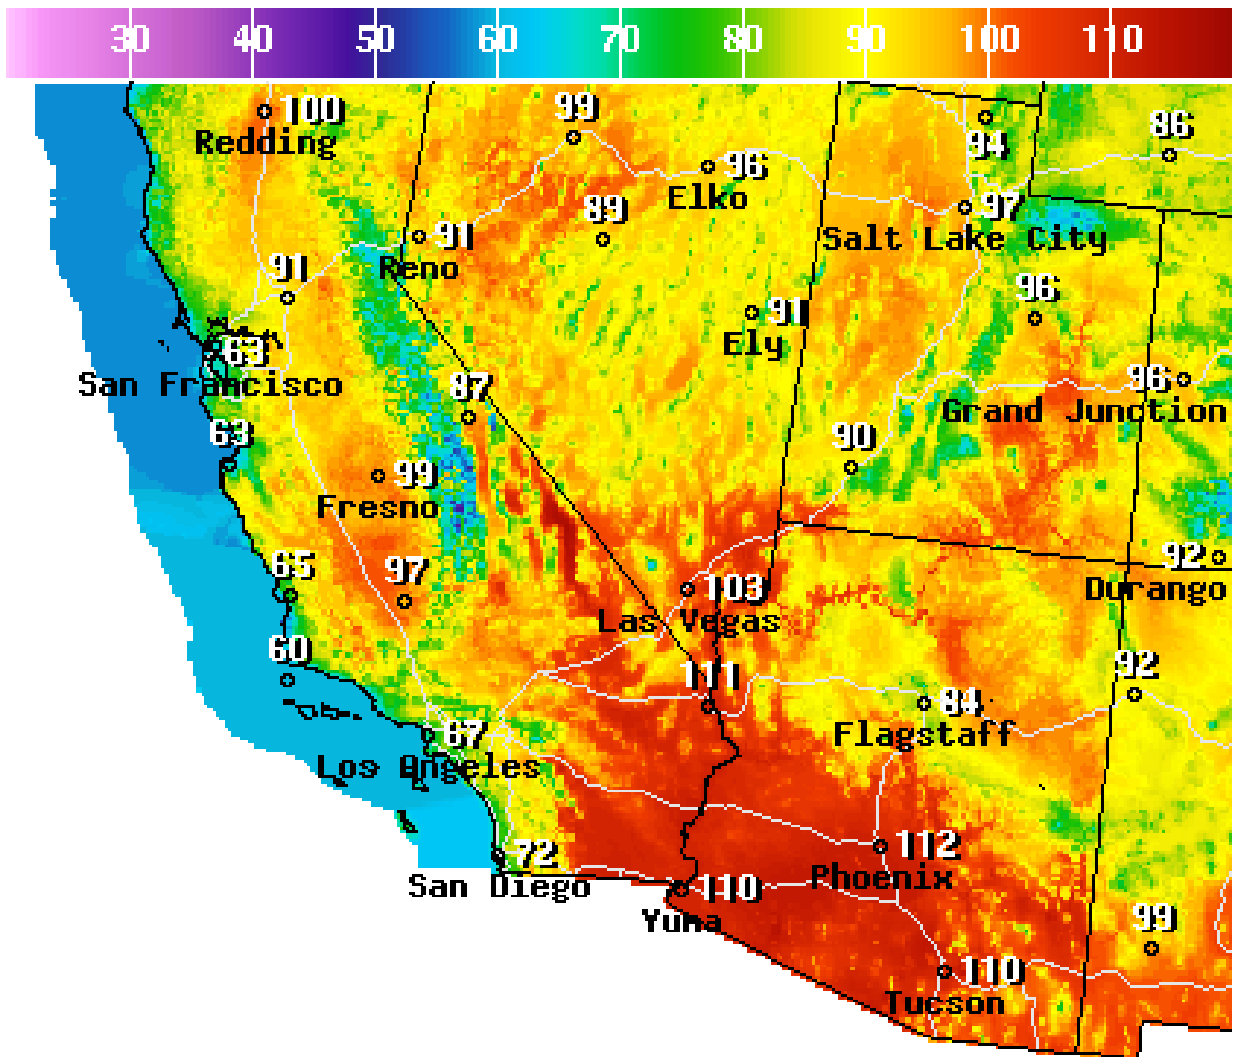 30 40 50 60 70 80 90 100 110
100
Redding
99
94
86
96
Elko
89
97
Salt Lake City
91
Reno
91
96
91
Ely
63
San Francisco
87
96
Grand Junction
63
90
99
Fresno
92
Durango
65
97
103
Las Vegas
60
111
92
84
Flagstaff
67
Los Angeles
72
San Diego
112
Phoenix
110
Yuma
99
110
Tucson